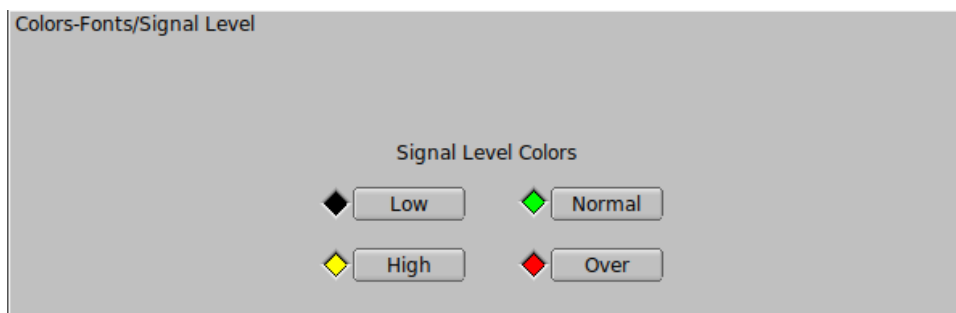 Colors-Fonts/Signal Level
Signal Level Colors
Low Normal
High Over